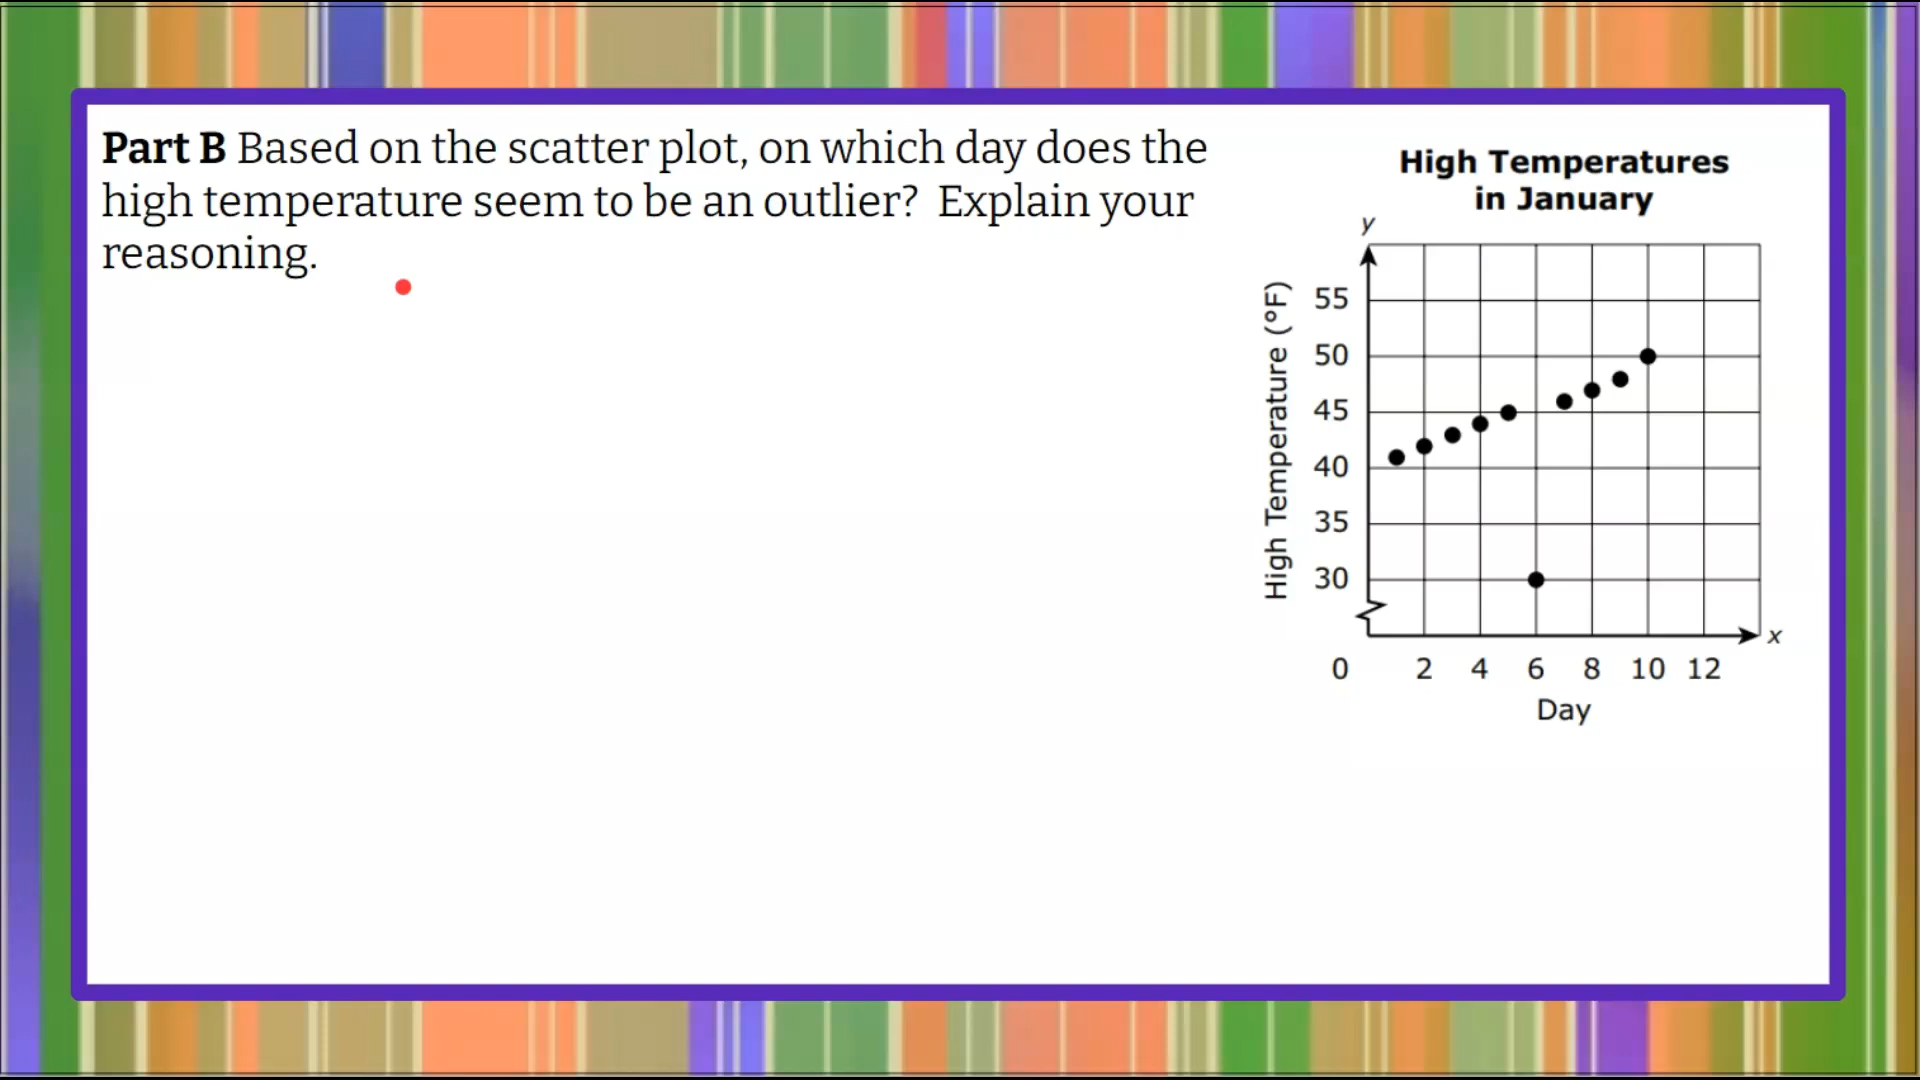 Part B Based on the scatter plot, on which day does the
high temperature seem to be an outlier?  Explain your
reasoning.
High Temperatures
in January
y
High Temperature (°F)
55
50
45
40
35
30
x
0 2 4 6 8 10 12
Day